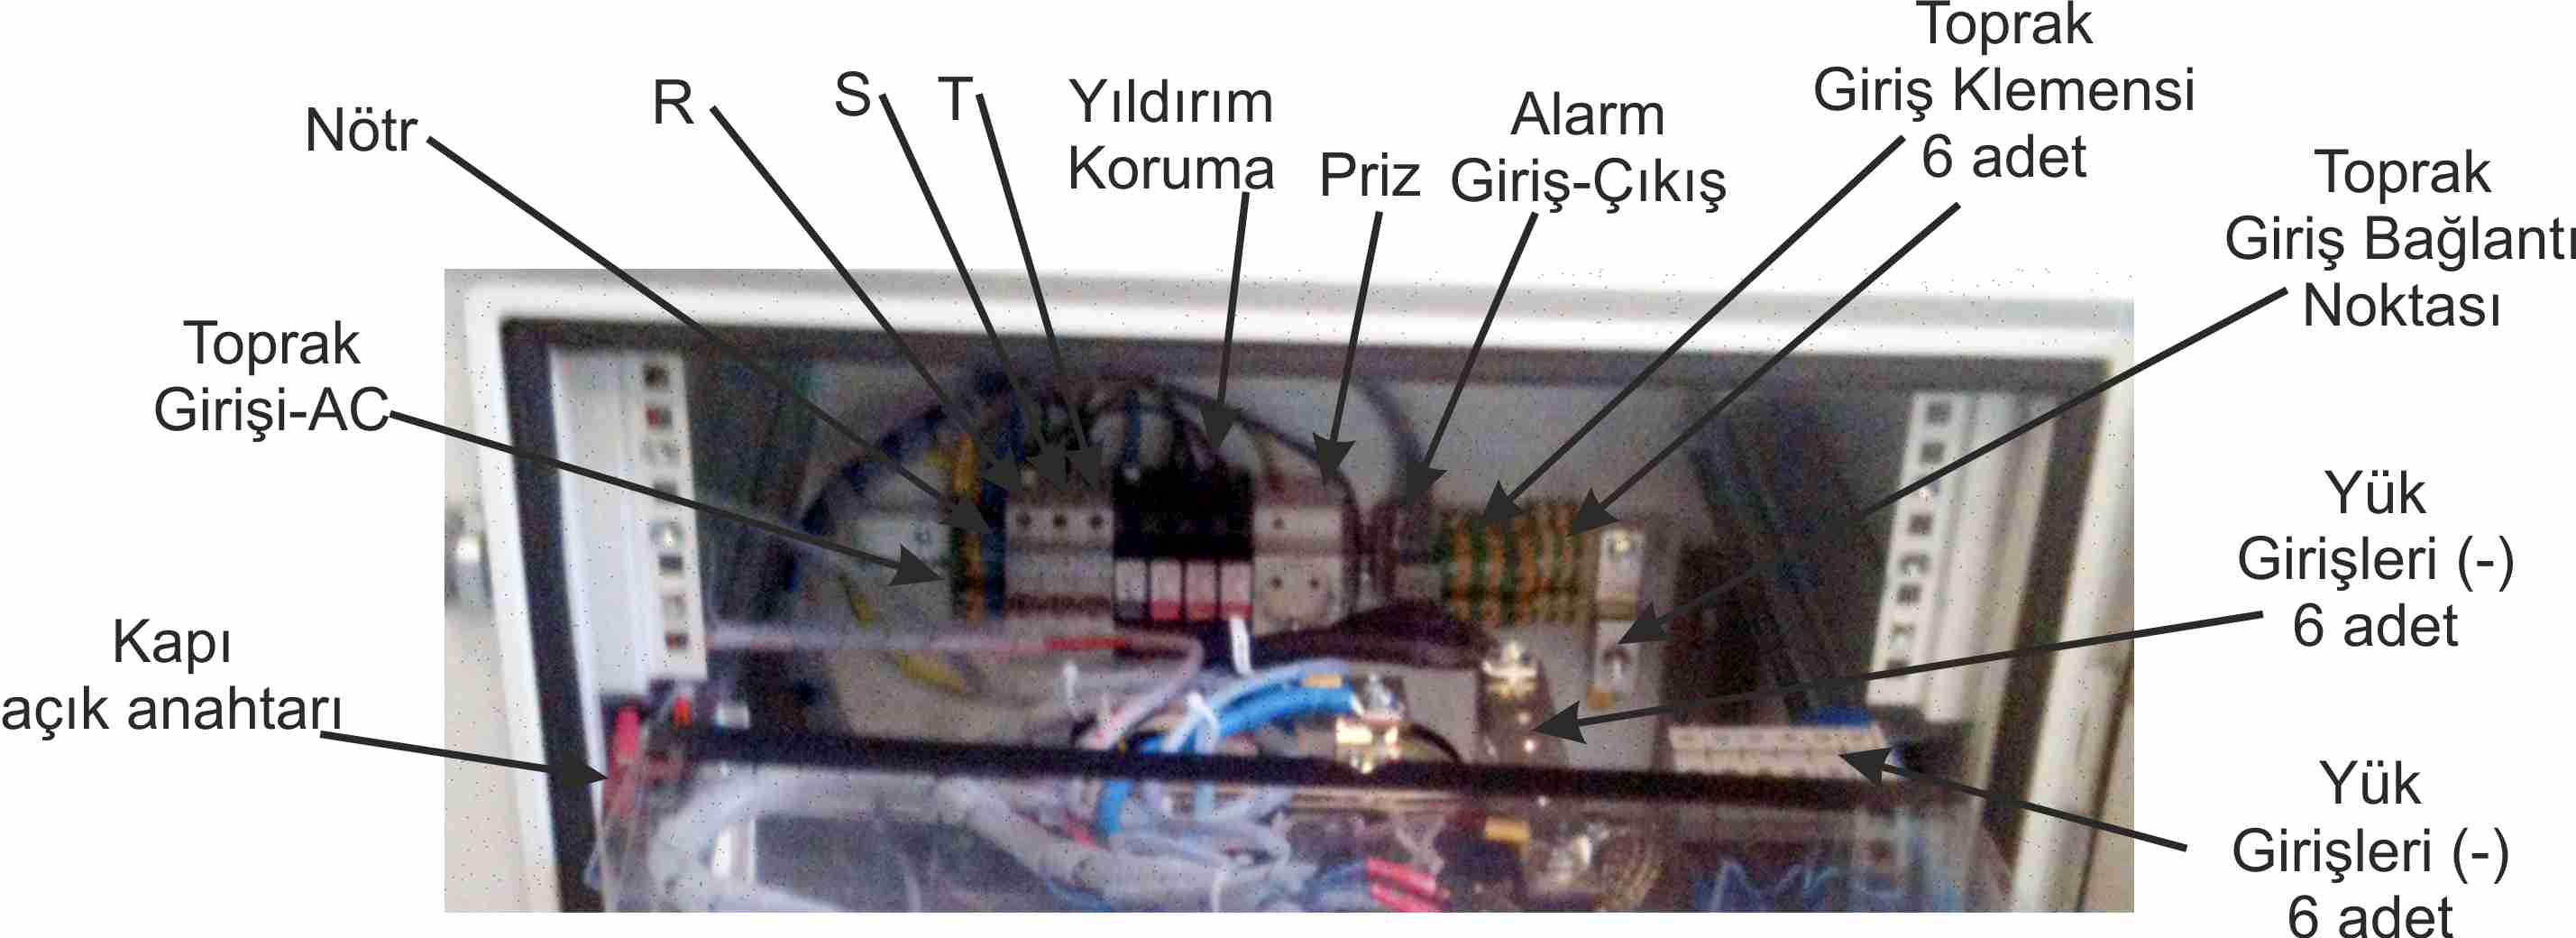 Nötr
R
S
T
Yıldırım
Koruma
Priz
Alarm
Giriş-Çıkış
Toprak
Giriş Klemensi
6 adet
Toprak
Giriş Bağlantı
Noktası
Toprak
Girişi-AC
Kapı
açık anahtarı
Yük
Girişleri (-)
6 adet
Yük
Girişleri (-)
6 adet